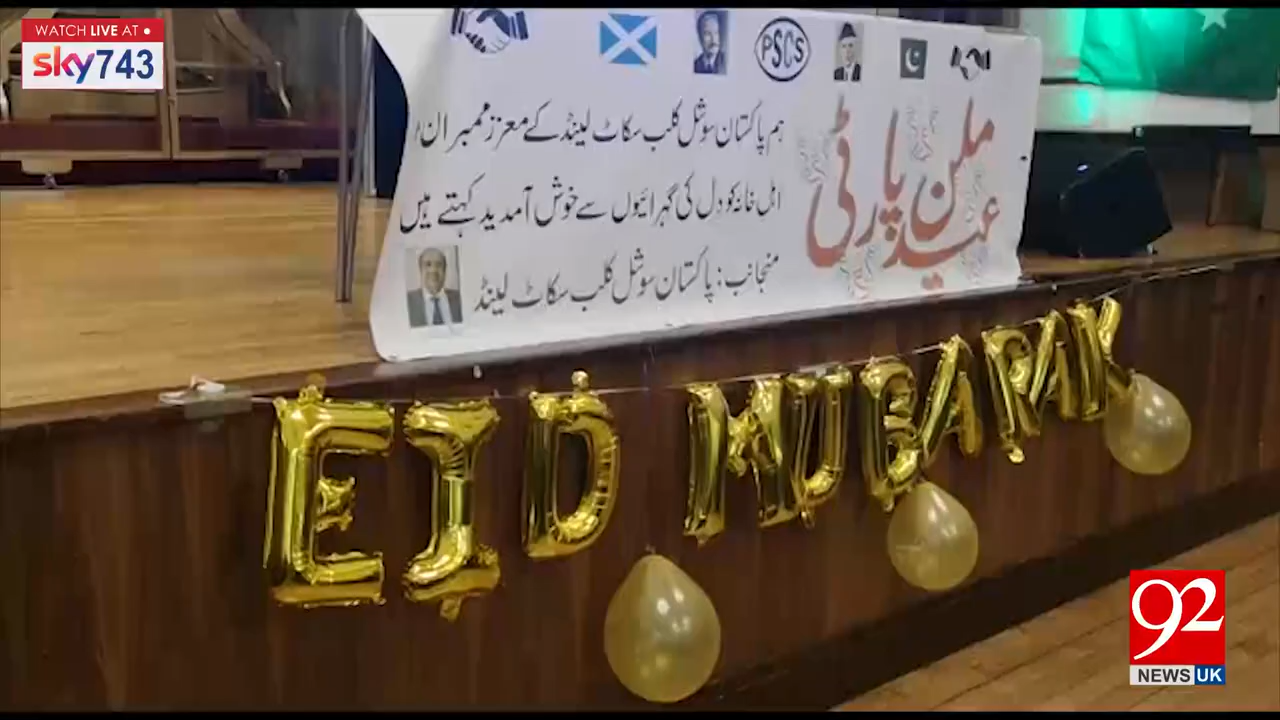 WATCH LIVE AT
sky743
PSCS
عید ملن پارٹی
ہم پاکستان سوشل کلب سکاٹ لینڈ کے معزز ممبران،
اہل خانہ کو دل کی گہرائیوں سے خوش آمدید کہتے ہیں
منجانب: پاکستان سوشل کلب سکاٹ لینڈ
EID MUBARAK
92
NEWS UK